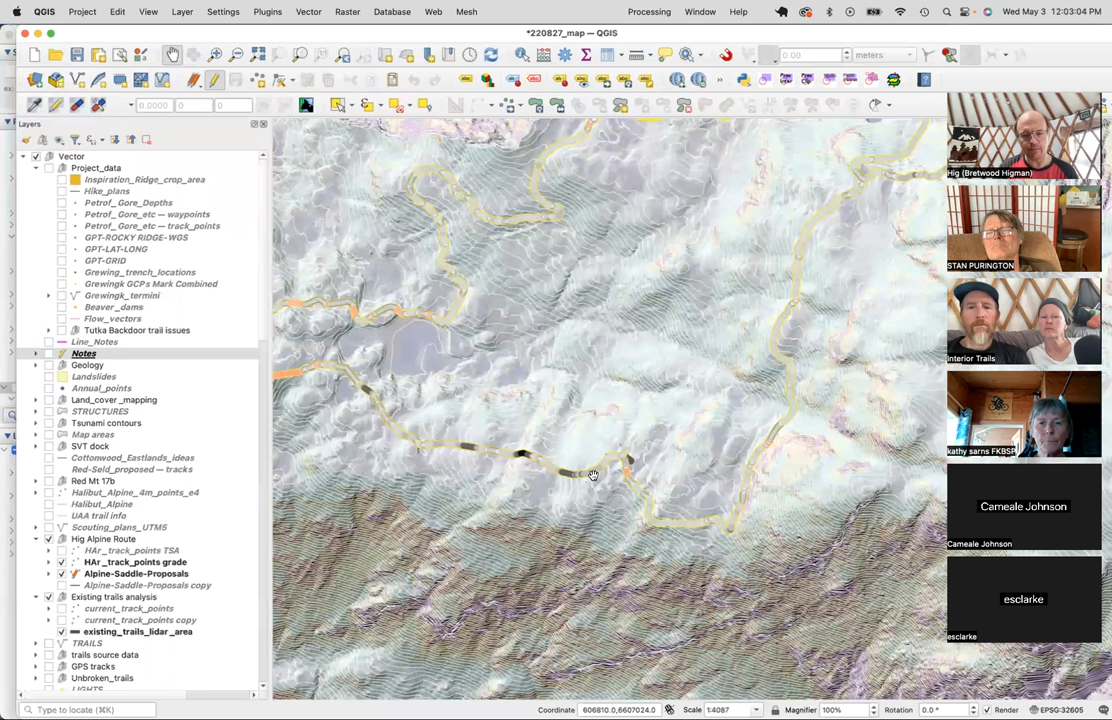 QGIS Project Edit View Layer Settings Plugins Vector Raster Database Web Mesh Processing Window Help Wed May 3 12:03:04 PM
*220827_map — QGIS
0.00 meters
0.0000 0 0
Layers
Vector
Project_data
Inspiration_Ridge_crop_area
Hike_plans
Petrof_Gore_Depths
Petrof_Gore_etc — waypoints
Petrof_Gore_etc — track_points
GPT-ROCKY RIDGE-WGS
GPT-LAT-LONG
GPT-GRID
Grewing_trench_locations
Grewingk GCPs Mark Combined
Grewingk_termini
Beaver_dams
Flow_vectors
Tutka Backdoor trail issues
Line_Notes
Notes
Geology
Landslides
Annual_points
Land_cover_mapping
STRUCTURES
Tsunami contours
Map areas
SVT dock
Cottonwood_Eastlands_ideas
Red-Seld_proposed — tracks
Red Mt 17b
Halibut_Alpine_4m_points_e4
Halibut_Alpine
UAA trail info
Scouting_plans_UTM5
Hig Alpine Route
HAr_track_points TSA
HAr_track_points grade
Alpine-Saddle-Proposals
Alpine-Saddle-Proposals copy
Existing trails analysis
current_track_points
current_track_points copy
existing_trails_lidar_area
TRAILS
trails source data
GPS tracks
Unbroken_trails
LIGHTS
Type to locate (⌘K)
Coordinate 606810.0,6607024.0 Scale 1:4087 Magnifier 100% Rotation 0.0° Render EPSG:32605
Hig (Bretwood Higman)
STAN PURINGTON
Interior Trails
kathy sarns FKBSP
Cameale Johnson
Cameale Johnson
esclarke
esclarke